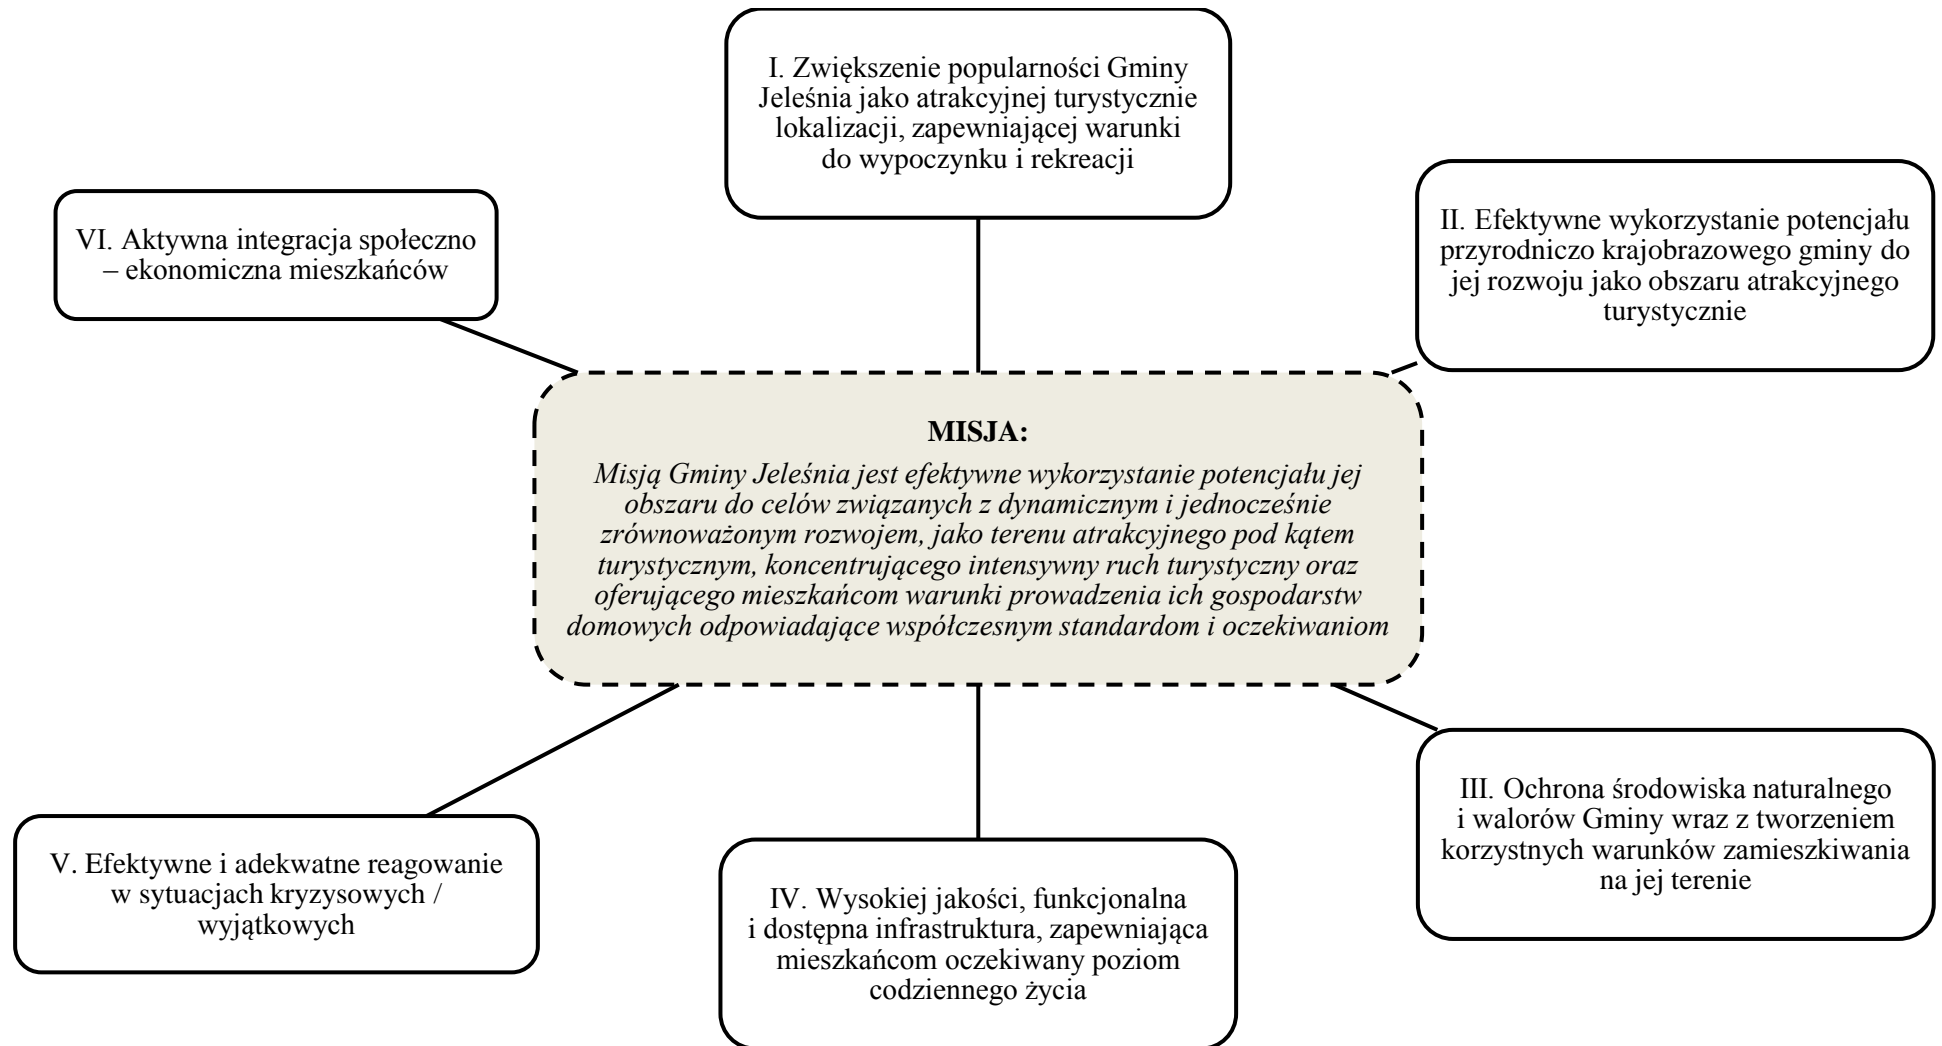 I. Zwiększenie popularności Gminy
Jeleśnia jako atrakcyjnej turystycznie
lokalizacji, zapewniającej warunki
do wypoczynku i rekreacji
II. Efektywne wykorzystanie potencjału
przyrodniczo krajobrazowego gminy do
jej rozwoju jako obszaru atrakcyjnego
turystycznie
VI. Aktywna integracja społeczno
– ekonomiczna mieszkańców
MISJA:
Misją Gminy Jeleśnia jest efektywne wykorzystanie potencjału jej
obszaru do celów związanych z dynamicznym i jednocześnie
zrównoważonym rozwojem, jako terenu atrakcyjnego pod kątem
turystycznym, koncentrującego intensywny ruch turystyczny oraz
oferującego mieszkańcom warunki prowadzenia ich gospodarstw
domowych odpowiadające współczesnym standardom i oczekiwaniom
III. Ochrona środowiska naturalnego
i walorów Gminy wraz z tworzeniem
korzystnych warunków zamieszkiwania
na jej terenie
IV. Wysokiej jakości, funkcjonalna
i dostępna infrastruktura, zapewniająca
mieszkańcom oczekiwany poziom
codziennego życia
V. Efektywne i adekwatne reagowanie
w sytuacjach kryzysowych /
wyjątkowych